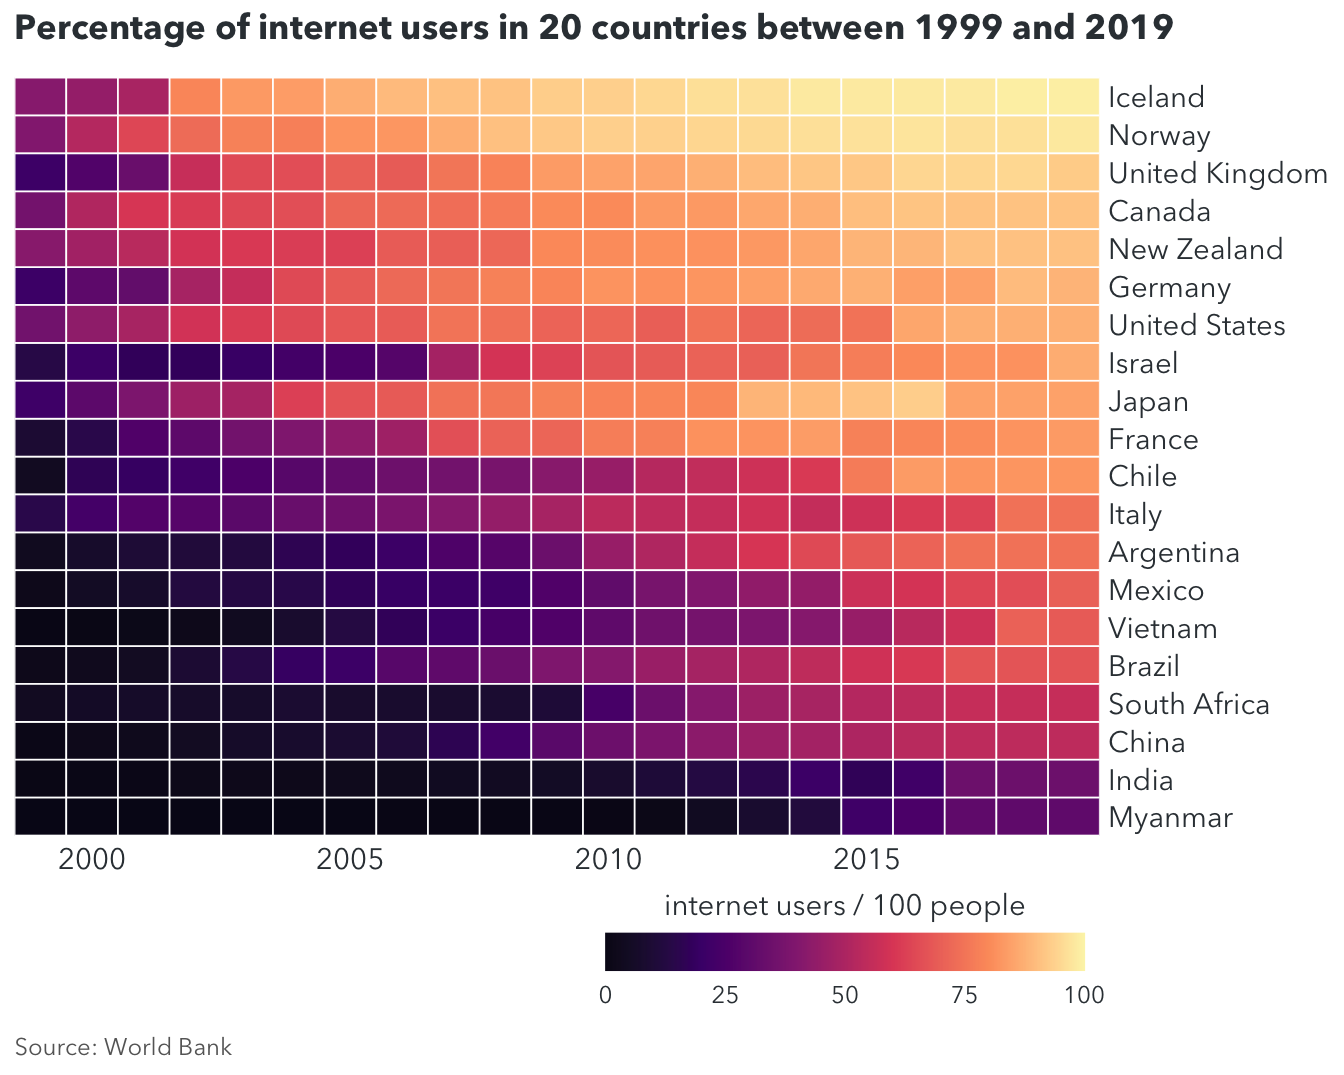 Percentage of internet users in 20 countries between 1999 and 2019
Iceland
Norway
United Kingdom
Canada
New Zealand
Germany
United States
Israel
Japan
France
Chile
Italy
Argentina
Mexico
Vietnam
Brazil
South Africa
China
India
Myanmar
2000 2005 2010 2015
internet users / 100 people
0 25 50 75 100
Source: World Bank